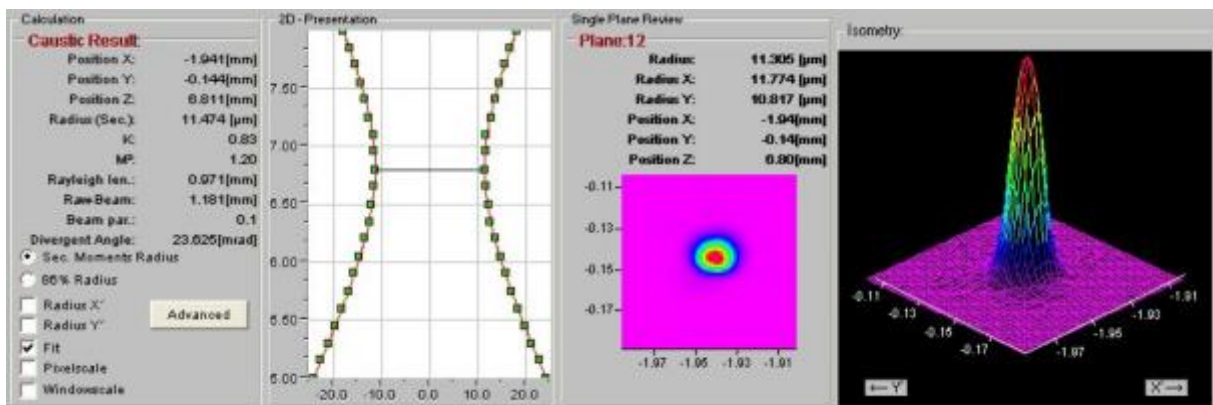 Calculation
Caustic Result:
Position X: -1.941[mm]
Position Y: -0.144[mm]
Position Z: 6.811[mm]
Radius (Sec.): 11.474 [µm]
K: 0.83
M²: 1.20
Rayleigh len.: 0.971[mm]
Raw-Beam: 1.181[mm]
Beam par.: 0.1
Divergent Angle: 23.625[mrad]
Sec. Moments Radius
86% Radius
Radius X'
Radius Y'
Advanced
Fit
Pixelscale
Windowscale
2D - Presentation
7.50
7.00
6.50
6.00
5.50
5.00
-20.0 -10.0 0.0 10.0 20.0
Single Plane Review
Plane:12
Radius: 11.305 [µm]
Radius X: 11.774 [µm]
Radius Y: 10.817 [µm]
Position X: -1.94[mm]
Position Y: -0.14[mm]
Position Z: 6.80[mm]
-0.11
-0.13
-0.15
-0.17
-1.97 -1.95 -1.93 -1.91
Isometry:
-0.11
-0.13
-0.15
-0.17
-1.91
-1.93
-1.95
-1.97
← Y'
X' →